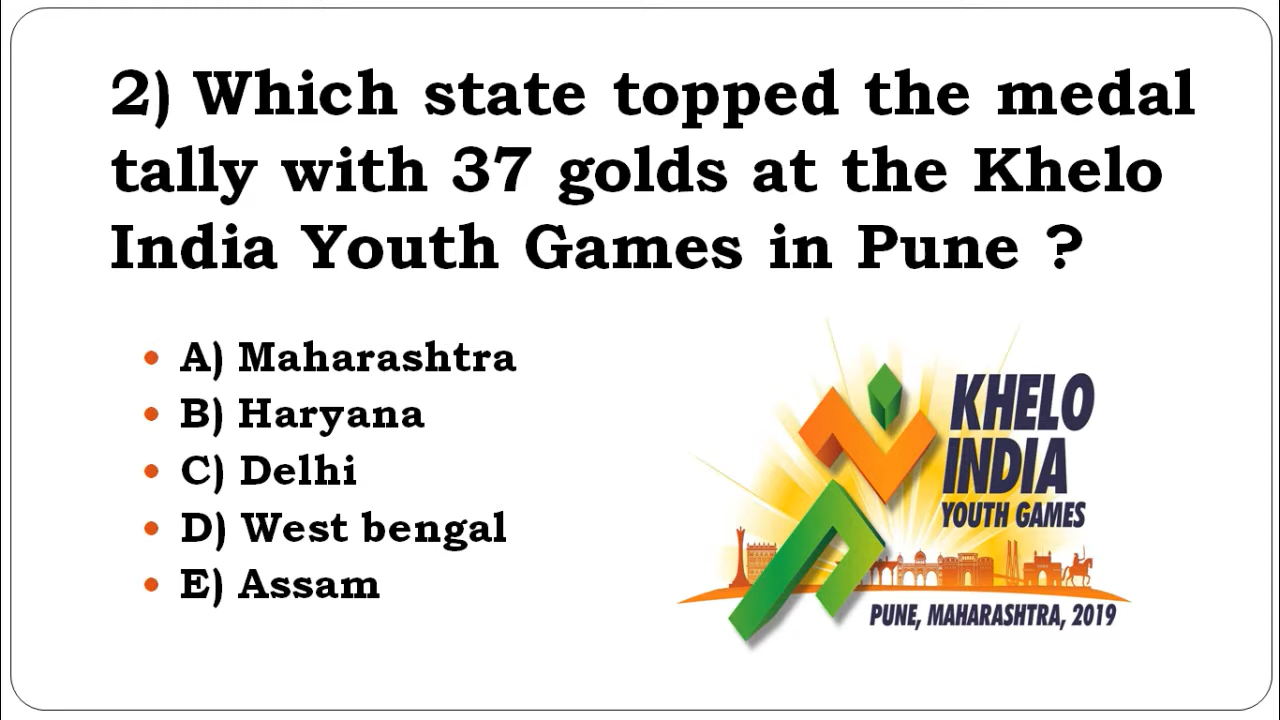 2) Which state topped the medal
tally with 37 golds at the Khelo
India Youth Games in Pune ?
A) Maharashtra
B) Haryana
C) Delhi
D) West bengal
E) Assam
KHELO
INDIA
YOUTH GAMES
PUNE, MAHARASHTRA, 2019